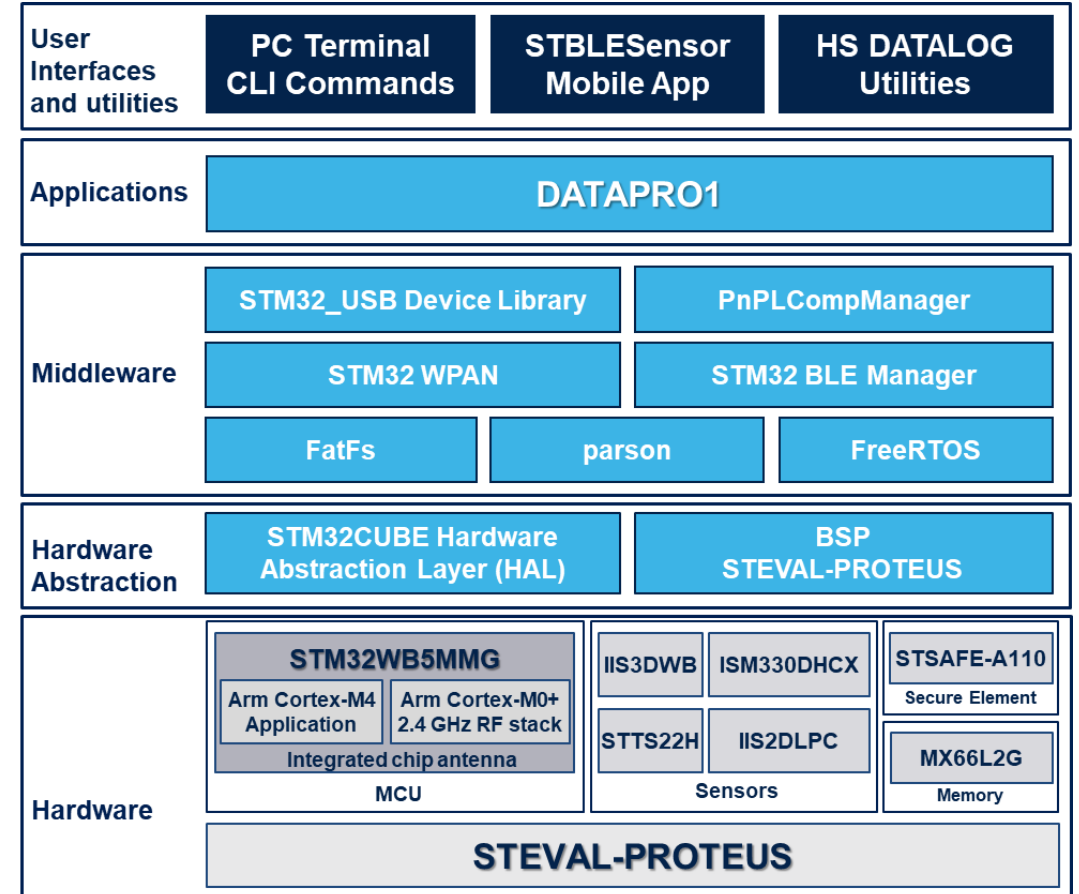 User
Interfaces
and utilities
PC Terminal
CLI Commands
STBLESensor
Mobile App
HS DATALOG
Utilities
Applications
DATAPRO1
Middleware
STM32_USB Device Library
PnPLCompManager
STM32 WPAN
STM32 BLE Manager
FatFs
parson
FreeRTOS
Hardware
Abstraction
STM32CUBE Hardware
Abstraction Layer (HAL)
BSP
STEVAL-PROTEUS
Hardware
STM32WB5MMG
Arm Cortex-M4
Application
Arm Cortex-M0+
2.4 GHz RF stack
Integrated chip antenna
MCU
IIS3DWB
ISM330DHCX
STTS22H
IIS2DLPC
Sensors
STSAFE-A110
Secure Element
MX66L2G
Memory
STEVAL-PROTEUS